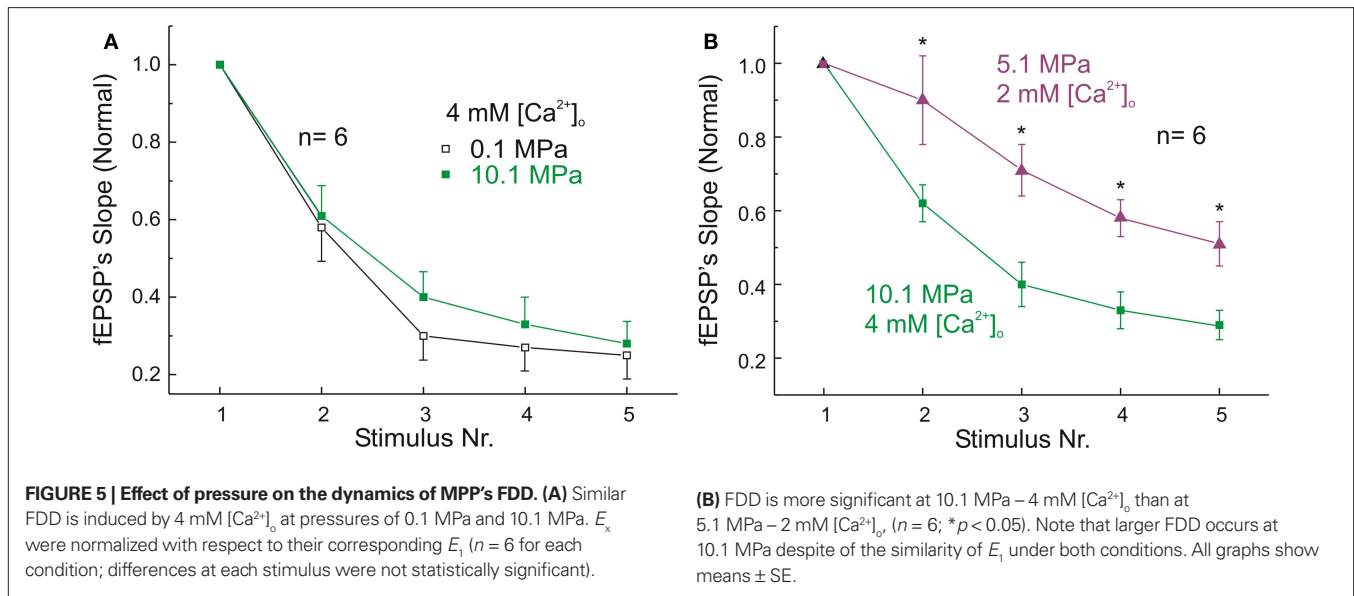 A
fEPSP's Slope (Normal)
1.0
0.8
0.6
0.4
0.2
n= 6
4 mM [Ca²⁺]ₒ
0.1 MPa
10.1 MPa
1 2 3 4 5
Stimulus Nr.
B
fEPSP's Slope (Normal)
1.0
0.8
0.6
0.4
0.2
*
*
*
*
5.1 MPa
2 mM [Ca²⁺]ₒ
n= 6
10.1 MPa
4 mM [Ca²⁺]ₒ
1 2 3 4 5
Stimulus Nr.
FIGURE 5 | Effect of pressure on the dynamics of MPP's FDD. (A) Similar
FDD is induced by 4 mM [Ca²⁺]ₒ at pressures of 0.1 MPa and 10.1 MPa. Eₓ
were normalized with respect to their corresponding E₁ (n = 6 for each
condition; differences at each stimulus were not statistically significant).
(B) FDD is more significant at 10.1 MPa – 4 mM [Ca²⁺]ₒ than at
5.1 MPa – 2 mM [Ca²⁺]ₒ, (n = 6; *p < 0.05). Note that larger FDD occurs at
10.1 MPa despite of the similarity of E₁ under both conditions. All graphs show
means ± SE.